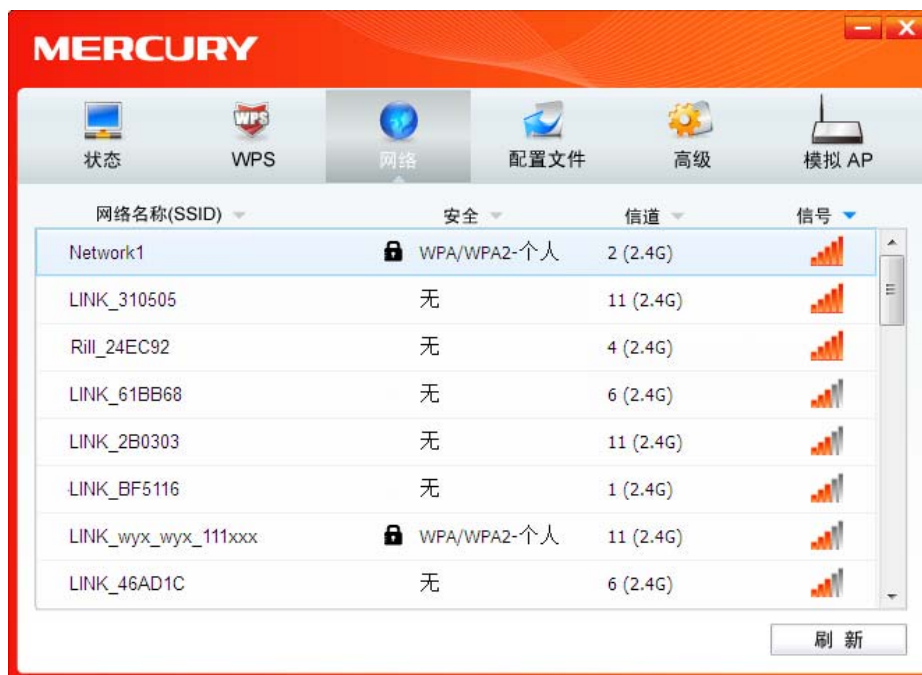 MERCURY
WPS
状态 WPS 网络 配置文件 高级 模拟 AP
网络名称(SSID) 安全 信道 信号
Network1 WPA/WPA2-个人 2 (2.4G)
LINK_310505 无 11 (2.4G)
Rill_24EC92 无 4 (2.4G)
LINK_61BB68 无 6 (2.4G)
LINK_2B0303 无 11 (2.4G)
LINK_BF5116 无 1 (2.4G)
LINK_wyx_wyx_111xxx WPA/WPA2-个人 11 (2.4G)
LINK_46AD1C 无 6 (2.4G)
刷 新